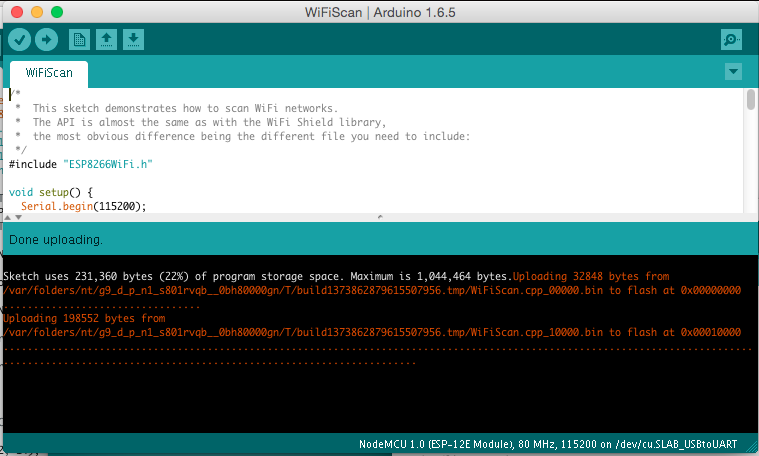 WiFiScan | Arduino 1.6.5
WiFiScan
/*
 *  This sketch demonstrates how to scan WiFi networks.
 *  The API is almost the same as with the WiFi Shield library,
 *  the most obvious difference being the different file you need to include:
 */
#include "ESP8266WiFi.h"
void setup() {
  Serial.begin(115200);
Done uploading.
Sketch uses 231,360 bytes (22%) of program storage space. Maximum is 1,044,464 bytes.Uploading 32848 bytes from
/var/folders/nt/g9_d_p_n1_s801rvqb__0bh80000gn/T/build1373862879615507956.tmp/WiFiScan.cpp_00000.bin to flash at 0x00000000
................................
Uploading 198552 bytes from
/var/folders/nt/g9_d_p_n1_s801rvqb__0bh80000gn/T/build1373862879615507956.tmp/WiFiScan.cpp_10000.bin to flash at 0x00010000
................................................................................................................................
..................................................................
NodeMCU 1.0 (ESP-12E Module), 80 MHz, 115200 on /dev/cu.SLAB_USBtoUART